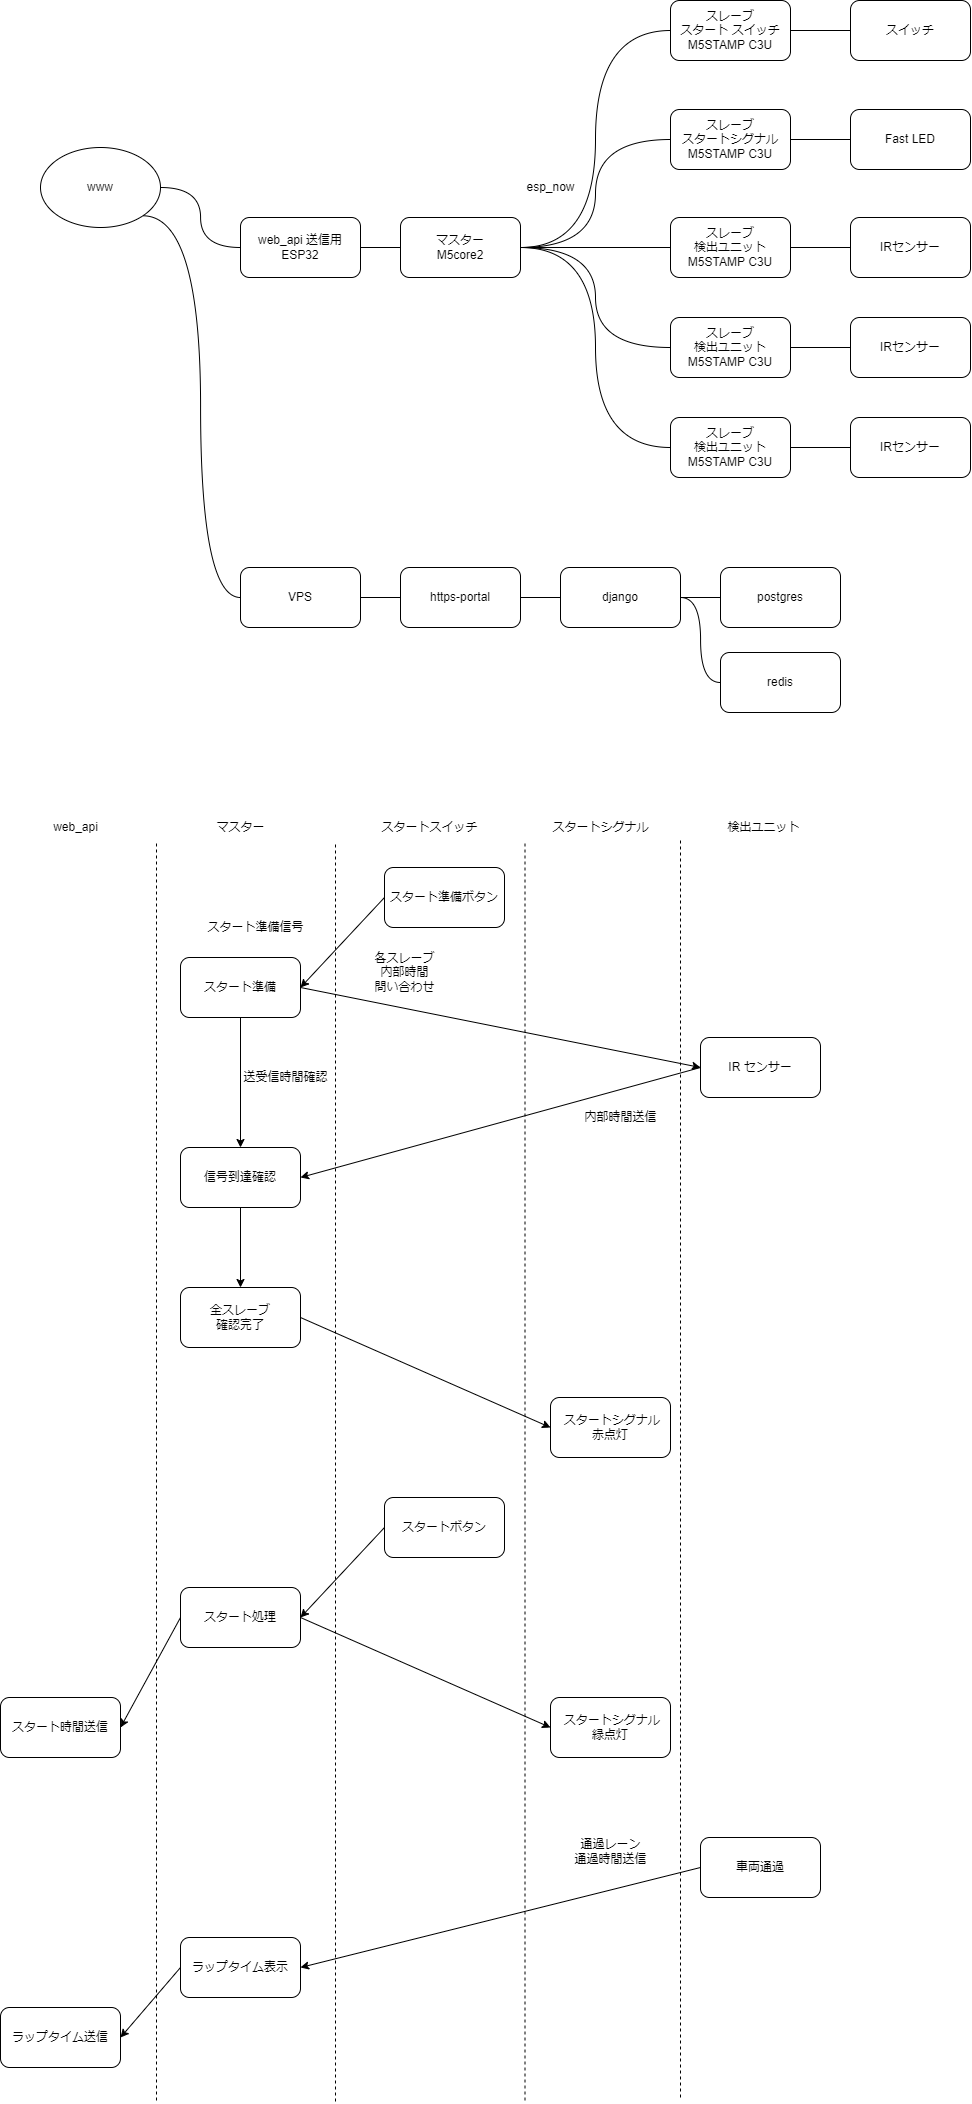 スレーブ
スタート スイッチ
M5STAMP C3U
スイッチ
スレーブ
スタートシグナル
M5STAMP C3U
Fast LED
www
esp_now
web_api 送信用
ESP32
マスター
M5core2
スレーブ
検出ユニット
M5STAMP C3U
IRセンサー
スレーブ
検出ユニット
M5STAMP C3U
IRセンサー
スレーブ
検出ユニット
M5STAMP C3U
IRセンサー
VPS
https-portal
django
postgres
redis
web_api
マスター
スタートスイッチ
スタートシグナル
検出ユニット
スタート準備ボタン
スタート準備信号
各スレーブ
内部時間
問い合わせ
スタート準備
IR センサー
送受信時間確認
内部時間送信
信号到達確認
全スレーブ
確認完了
スタートシグナル
赤点灯
スタートボタン
スタート処理
スタート時間送信
スタートシグナル
緑点灯
通過レーン
通過時間送信
車両通過
ラップタイム表示
ラップタイム送信